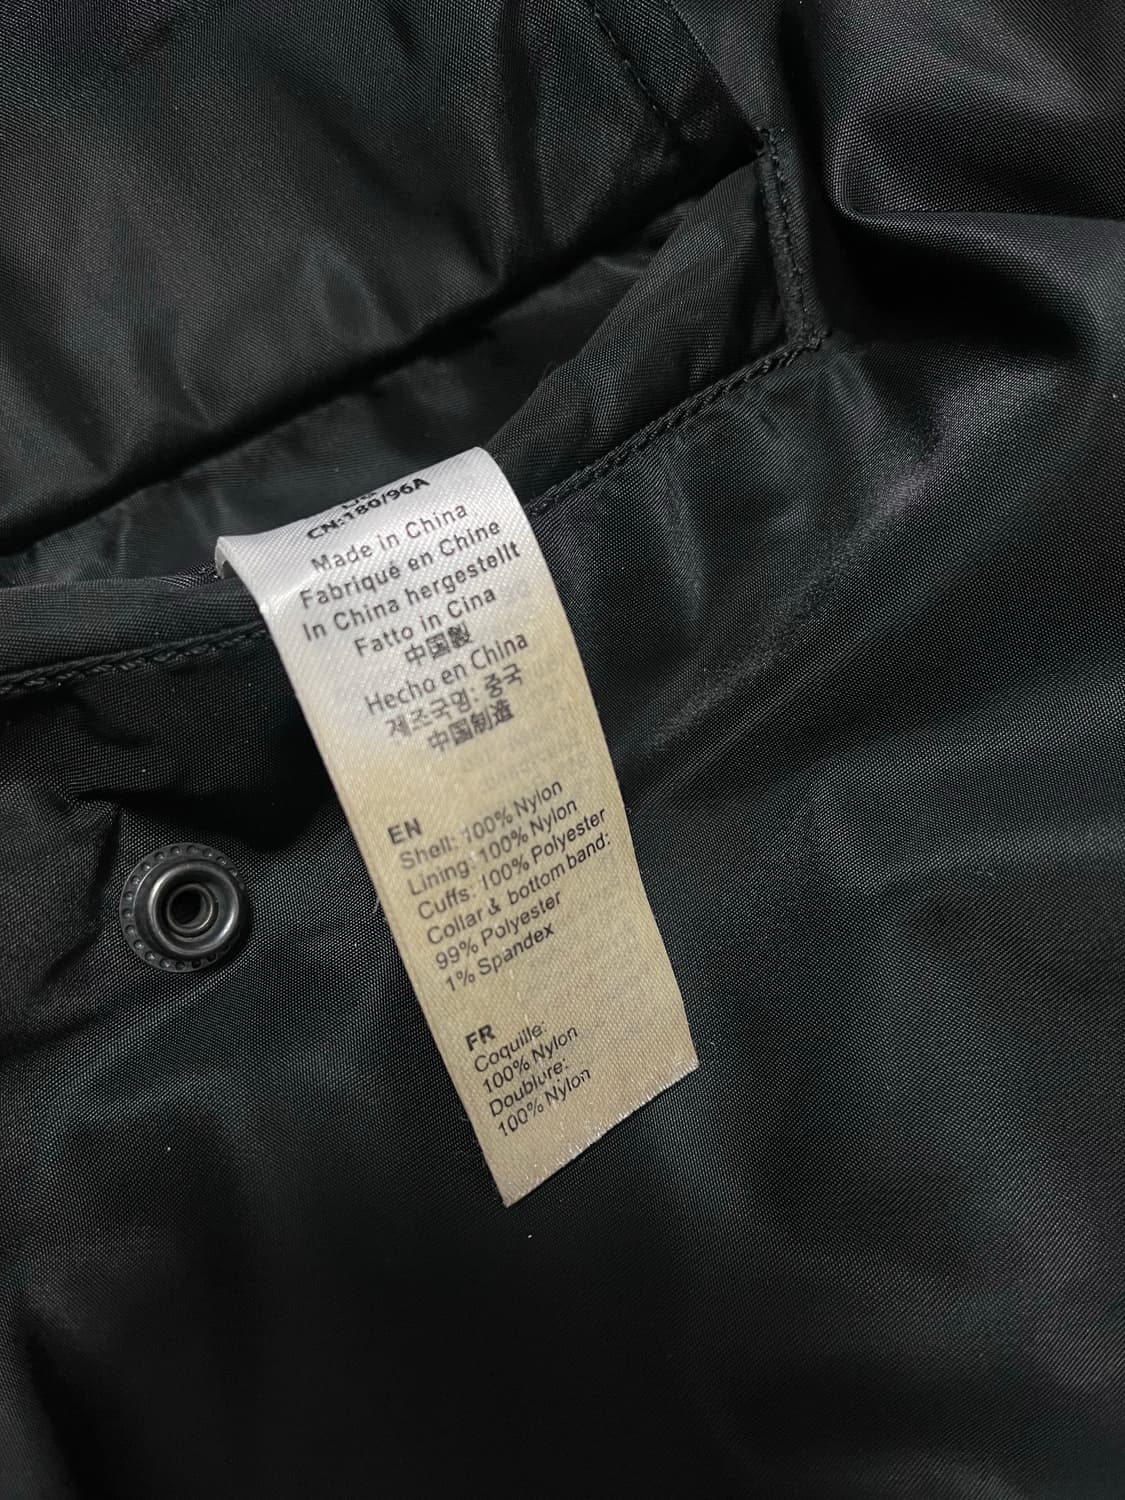 CN:180/96A
Made in China
Fabriqué en Chine
In China hergestellt
Fatto in Cina
中国製
Hecho en China
제조국명: 중국
中国制造
EN
Shell: 100% Nylon
Lining: 100% Nylon
Cuffs: 100% Polyester
Collar & bottom band:
99% Polyester
1% Spandex
FR
Coquille:
100% Nylon
Doublure:
100% Nylon